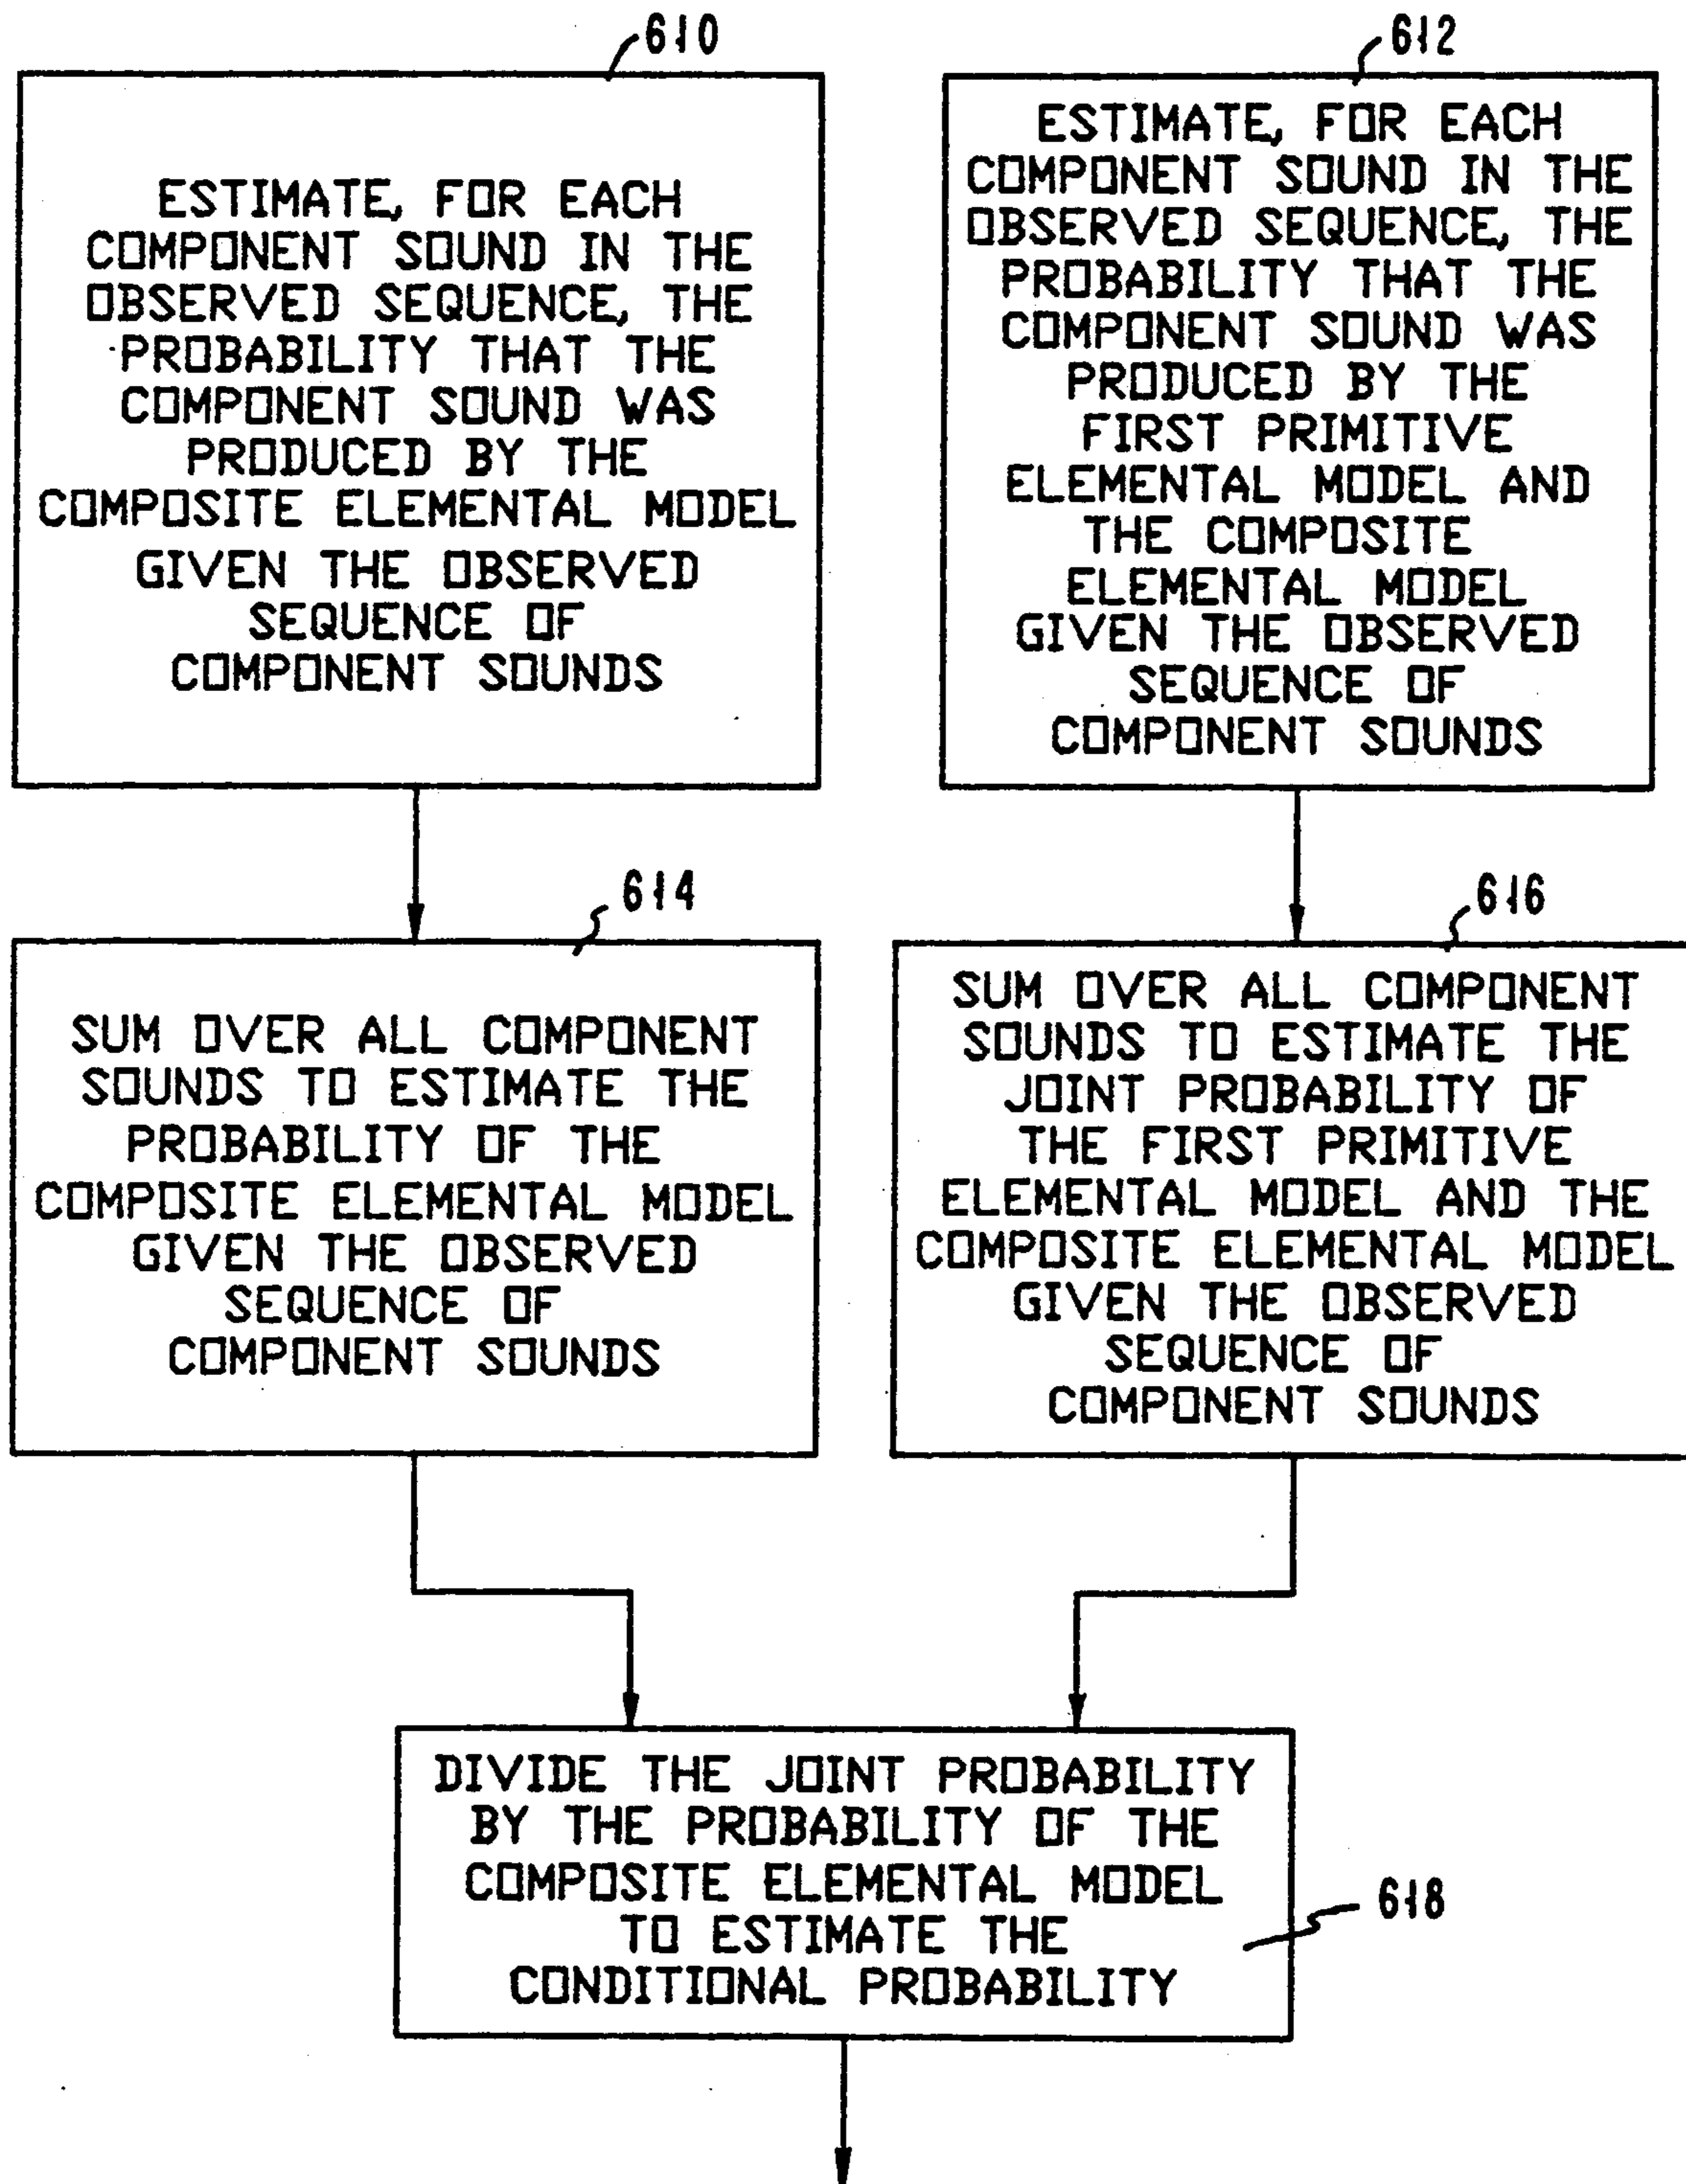 610
ESTIMATE, FOR EACH
COMPONENT SOUND IN THE
OBSERVED SEQUENCE, THE
PROBABILITY THAT THE
COMPONENT SOUND WAS
PRODUCED BY THE
COMPOSITE ELEMENTAL MODEL
GIVEN THE OBSERVED
SEQUENCE OF
COMPONENT SOUNDS
612
ESTIMATE, FOR EACH
COMPONENT SOUND IN THE
OBSERVED SEQUENCE, THE
PROBABILITY THAT THE
COMPONENT SOUND WAS
PRODUCED BY THE
FIRST PRIMITIVE
ELEMENTAL MODEL AND
THE COMPOSITE
ELEMENTAL MODEL
GIVEN THE OBSERVED
SEQUENCE OF
COMPONENT SOUNDS
614
SUM OVER ALL COMPONENT
SOUNDS TO ESTIMATE THE
PROBABILITY OF THE
COMPOSITE ELEMENTAL MODEL
GIVEN THE OBSERVED
SEQUENCE OF
COMPONENT SOUNDS
616
SUM OVER ALL COMPONENT
SOUNDS TO ESTIMATE THE
JOINT PROBABILITY OF
THE FIRST PRIMITIVE
ELEMENTAL MODEL AND THE
COMPOSITE ELEMENTAL MODEL
GIVEN THE OBSERVED
SEQUENCE OF
COMPONENT SOUNDS
DIVIDE THE JOINT PROBABILITY
BY THE PROBABILITY OF THE
COMPOSITE ELEMENTAL MODEL
TO ESTIMATE THE
CONDITIONAL PROBABILITY
618